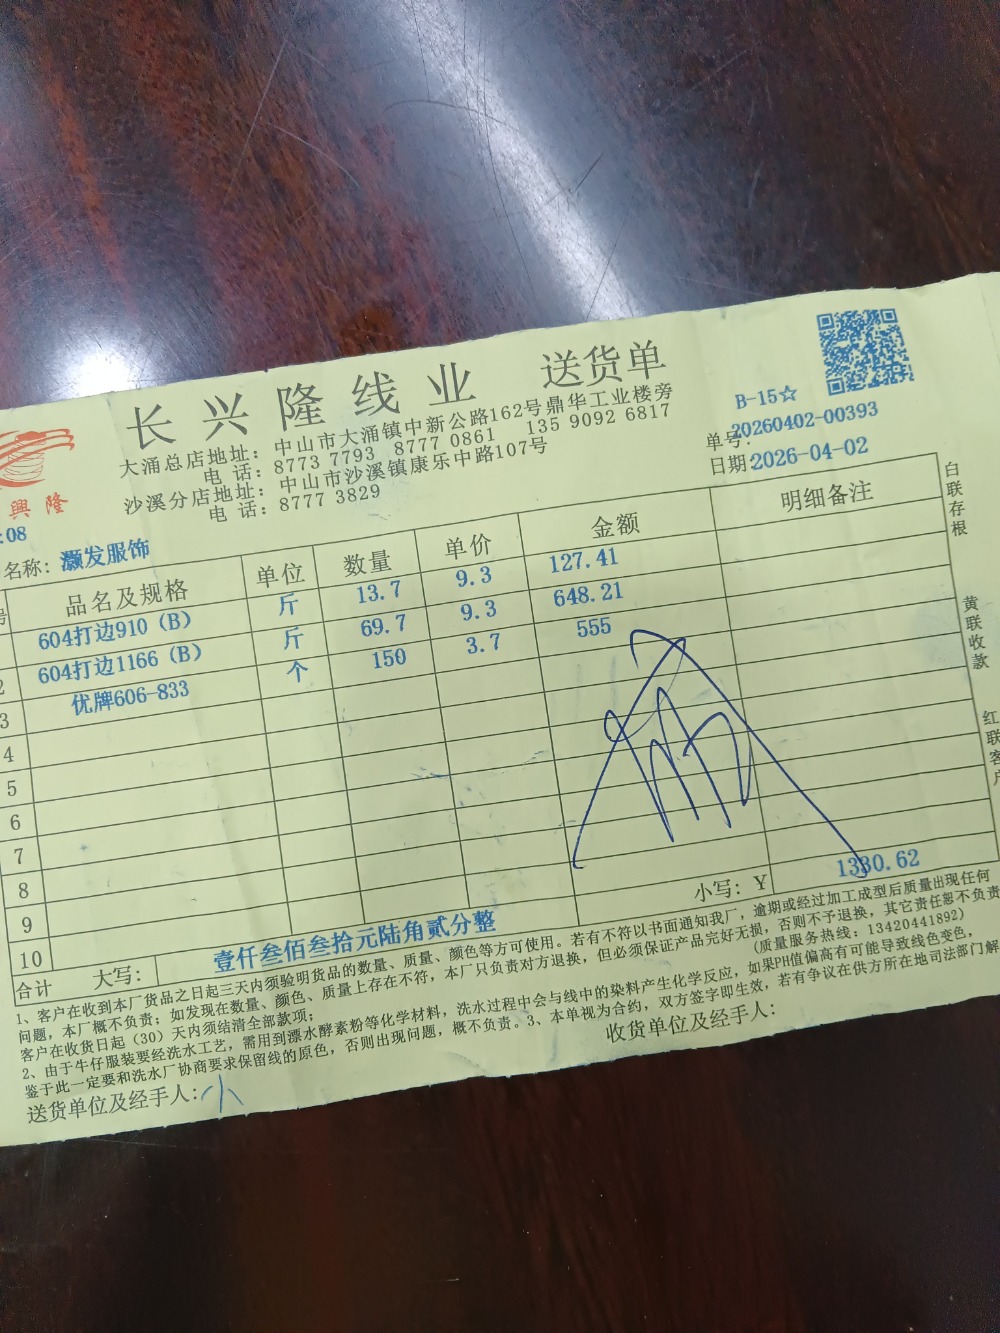 长兴隆线业 送货单
B-15☆
大涌总店地址：中山市大涌镇中新公路162号鼎华工业楼旁
电 话：8773 7793 8777 0861 135 9092 6817
沙溪分店地址：中山市沙溪镇康乐中路107号
电 话：8777 3829
单号：20260402-00393
日期：2026-04-02
興隆
:08
名称：灏发服饰
号 品名及规格 单位 数量 单价 金额 明细备注
604打边910（B） 斤 13.7 9.3 127.41
2 604打边1166（B） 斤 69.7 9.3 648.21
3 优牌606-833 个 150 3.7 555
4
5
6
7
8
9
10
合计 大写： 壹仟叁佰叁拾元陆角贰分整 小写：Y 1330.62
白联存根
黄联收款
红联客户
1、客户在收到本厂货品之日起三天内须验明货品的数量、质量、颜色等方可使用。若有不符以书面通知我厂，逾期或经过加工成型后质量出现任何
问题，本厂概不负责；如发现在数量、颜色、质量上存在不符，本厂只负责对方退换，但必须保证产品完好无损，否则不予退换，其它责任恕不负责
客户在收货日起（30）天内须结清全部款项； （质量服务热线：13420441892）
2、由于牛仔服装要经洗水工艺，需用到漂水酵素粉等化学材料，洗水过程中会与线中的染料产生化学反应，如果PH值偏高有可能导致线色变色，
鉴于此一定要和洗水厂协商要求保留线的原色，否则出现问题，概不负责。3、本单视为合约，双方签字即生效，若有争议在供方所在地司法部门解
送货单位及经手人：小 收货单位及经手人：